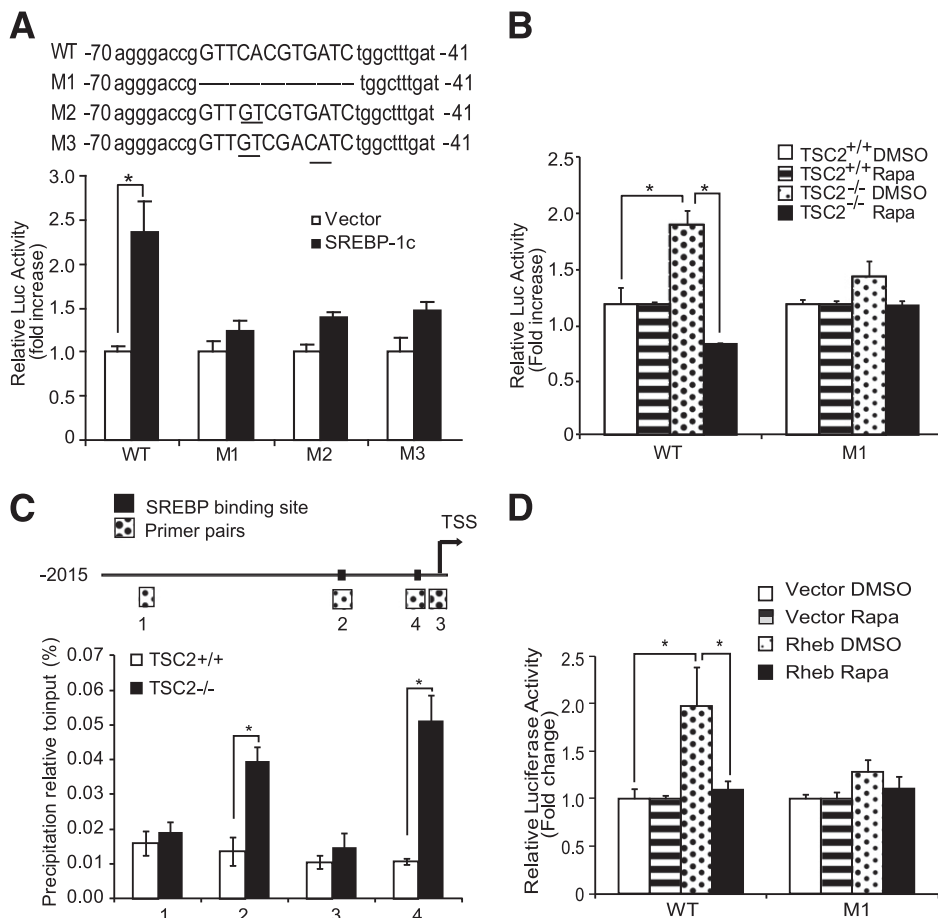 A
WT -70 agggaccgGTTCACGTGATCtggctttgat -41
M1 -70 agggaccg——————————tggctttgat -41
M2 -70 agggaccgGTTGTCGTGATCtggctttgat -41
M3 -70 agggaccgGTTGTCGACATCtggctttgat -41
Relative Luc Activity
(fold increase)
3.0
2.5
2.0
1.5
1.0
0.5
0
*
Vector
SREBP-1c
WT M1 M2 M3
B
TSC2+/+DMSO
TSC2+/+Rapa
TSC2-/- DMSO
TSC2-/- Rapa
Relative Luc Activity
(Fold increase)
2.5
2.0
1.5
1.0
0.5
0
* *
WT M1
C
SREBP binding site
Primer pairs
TSS
-2015
1 2 4 3
Precipitation relative toinput (%)
0.07
0.06
0.05
0.04
0.03
0.02
0.01
0.00
TSC2+/+
TSC2-/-
* *
1 2 3 4
D
Vector DMSO
Vector Rapa
Rheb DMSO
Rheb Rapa
Relative Luciferase Activity
(Fold change)
2.5
2.0
1.5
1.0
0.5
0
* *
WT M1